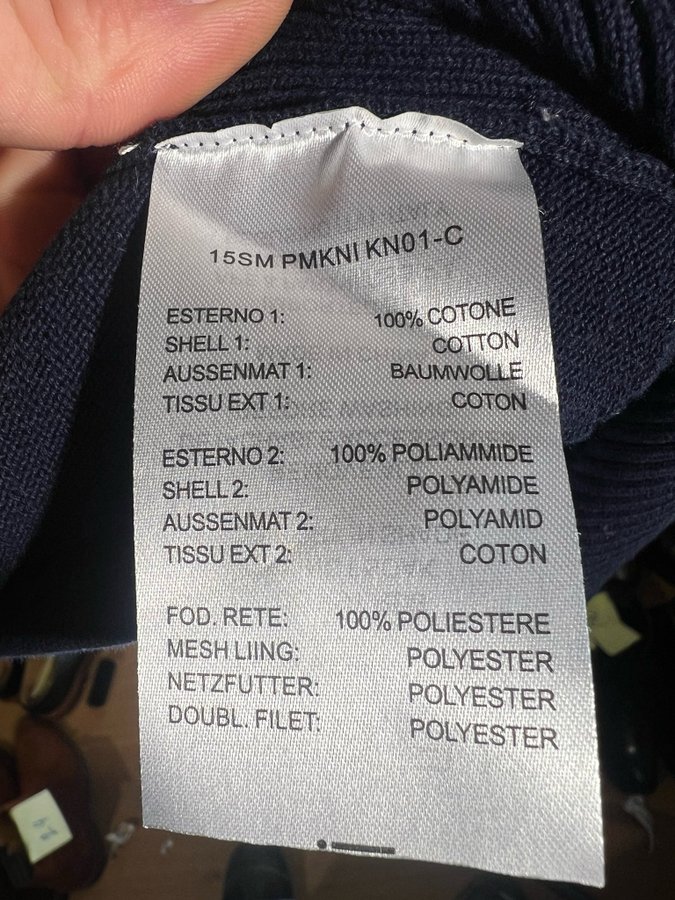 15SM PMKNI KN01-C
ESTERNO 1: 100% COTONE
SHELL 1: COTTON
AUSSENMAT 1: BAUMWOLLE
TISSU EXT 1: COTON
ESTERNO 2: 100% POLIAMMIDE
SHELL 2: POLYAMIDE
AUSSENMAT 2: POLYAMID
TISSU EXT 2: COTON
FOD. RETE: 100% POLIESTERE
MESH LIING: POLYESTER
NETZFUTTER: POLYESTER
DOUBL. FILET: POLYESTER